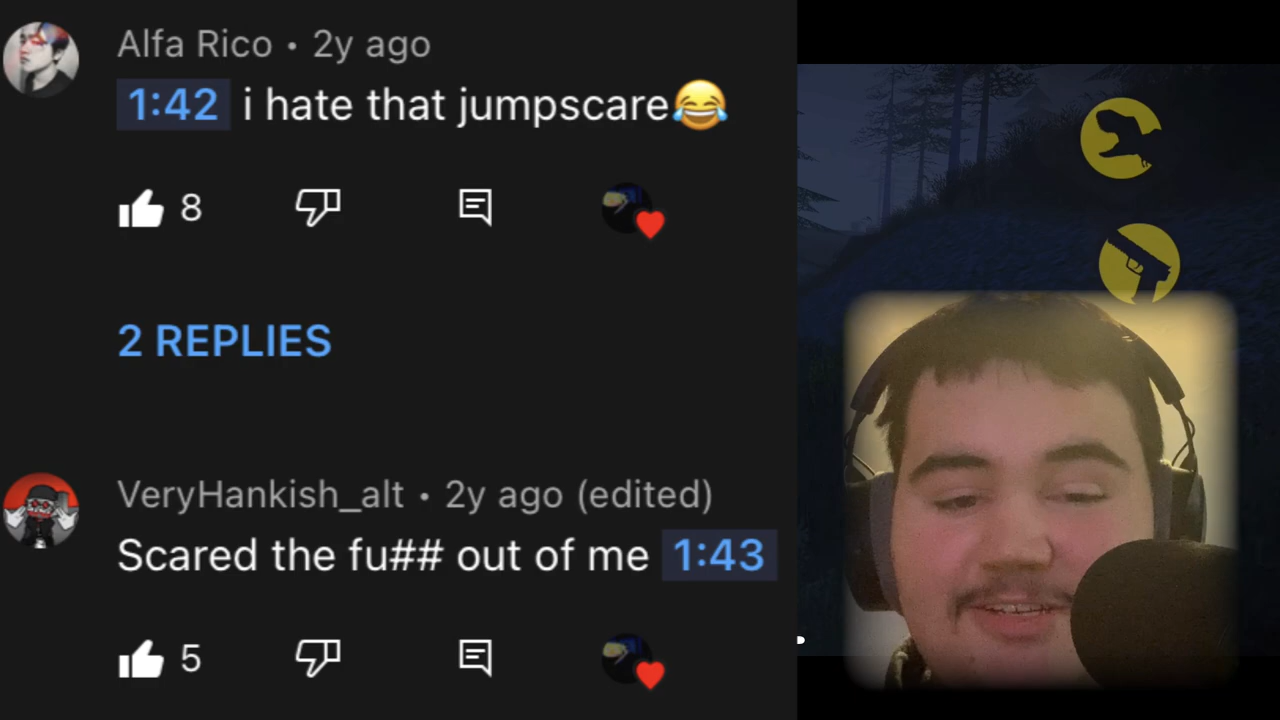 Alfa Rico • 2y ago
1:42 i hate that jumpscare😂
8
2 REPLIES
VeryHankish_alt • 2y ago (edited)
Scared the fu## out of me 1:43
5